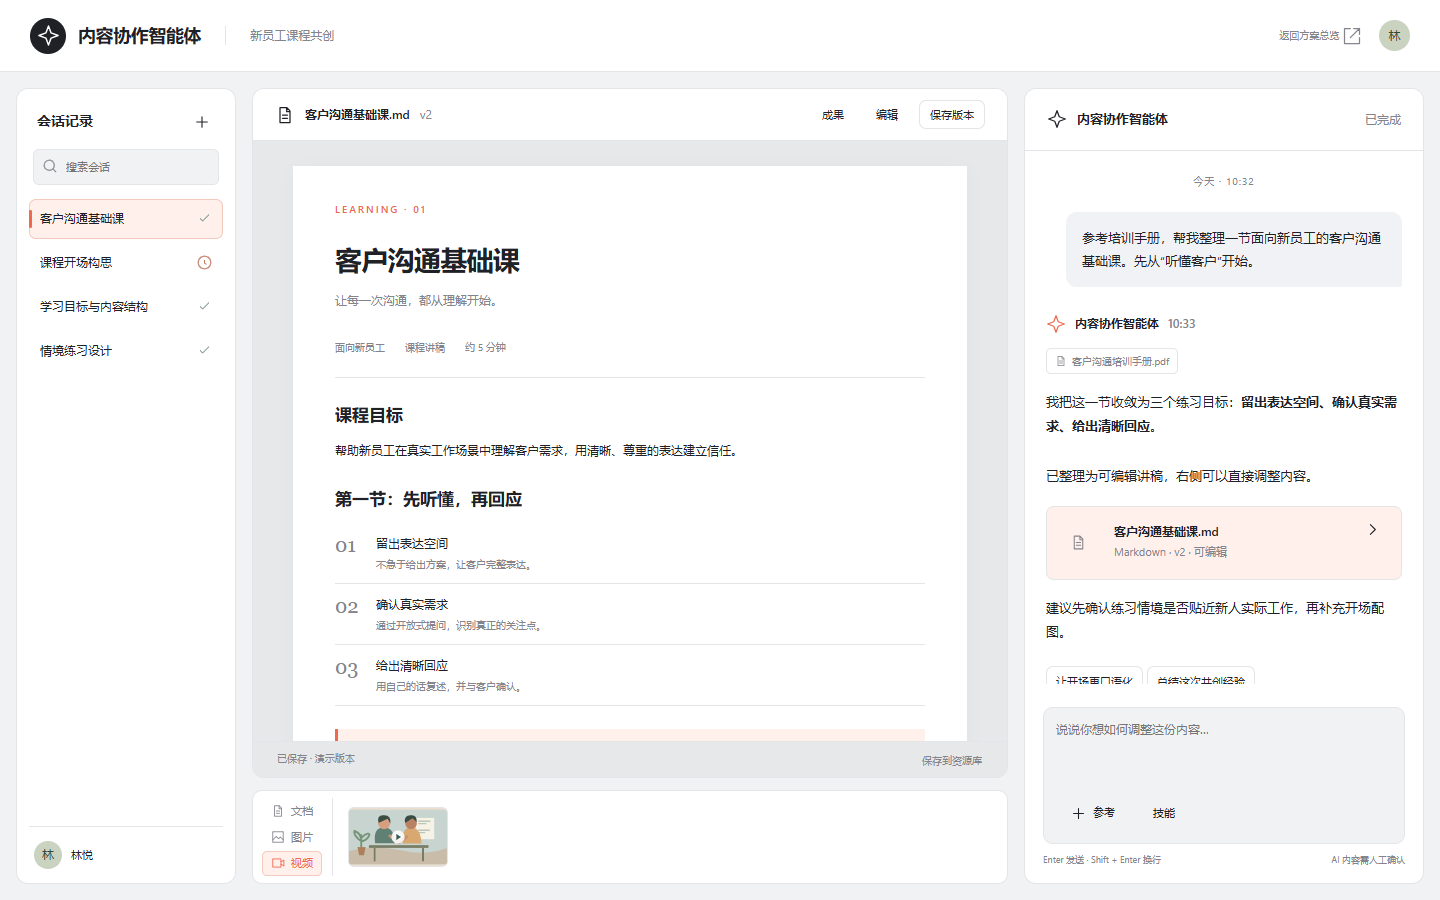 内容协作智能体
新员工课程共创
返回方案总览
林
会话记录
搜索会话
客户沟通基础课
课程开场构思
学习目标与内容结构
情境练习设计
林 林悦
客户沟通基础课.md v2
成果 编辑 保存版本
LEARNING · 01
客户沟通基础课
让每一次沟通，都从理解开始。
面向新员工 课程讲稿 约 5 分钟
课程目标
帮助新员工在真实工作场景中理解客户需求，用清晰、尊重的表达建立信任。
第一节：先听懂，再回应
01 留出表达空间
不急于给出方案，让客户完整表达。
02 确认真实需求
通过开放式提问，识别真正的关注点。
03 给出清晰回应
用自己的话复述，并与客户确认。
已保存 · 演示版本
保存到资源库
文档
图片
视频
内容协作智能体
已完成
今天 · 10:32
参考培训手册，帮我整理一节面向新员工的客户沟通
基础课。先从“听懂客户”开始。
内容协作智能体 10:33
客户沟通培训手册.pdf
我把这一节收敛为三个练习目标：留出表达空间、确认真实需
求、给出清晰回应。
已整理为可编辑讲稿，右侧可以直接调整内容。
客户沟通基础课.md
Markdown · v2 · 可编辑
建议先确认练习情境是否贴近新人实际工作，再补充开场配
图。
让开场更口语化 总结这次共创经验
说说你想如何调整这份内容...
参考 技能
Enter 发送 · Shift + Enter 换行
AI 内容需人工确认